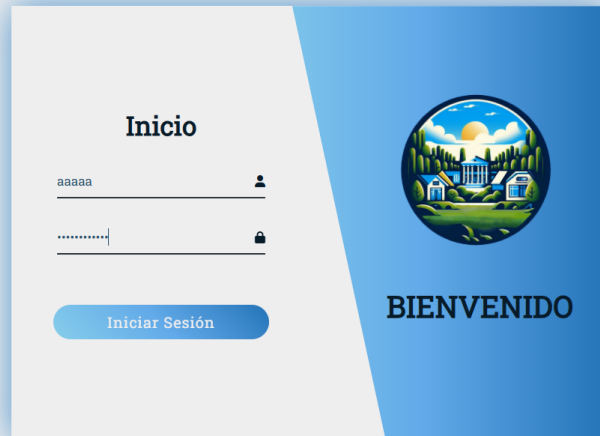 Inicio
aaaaa
••••••••••••
Iniciar Sesión
BIENVENIDO